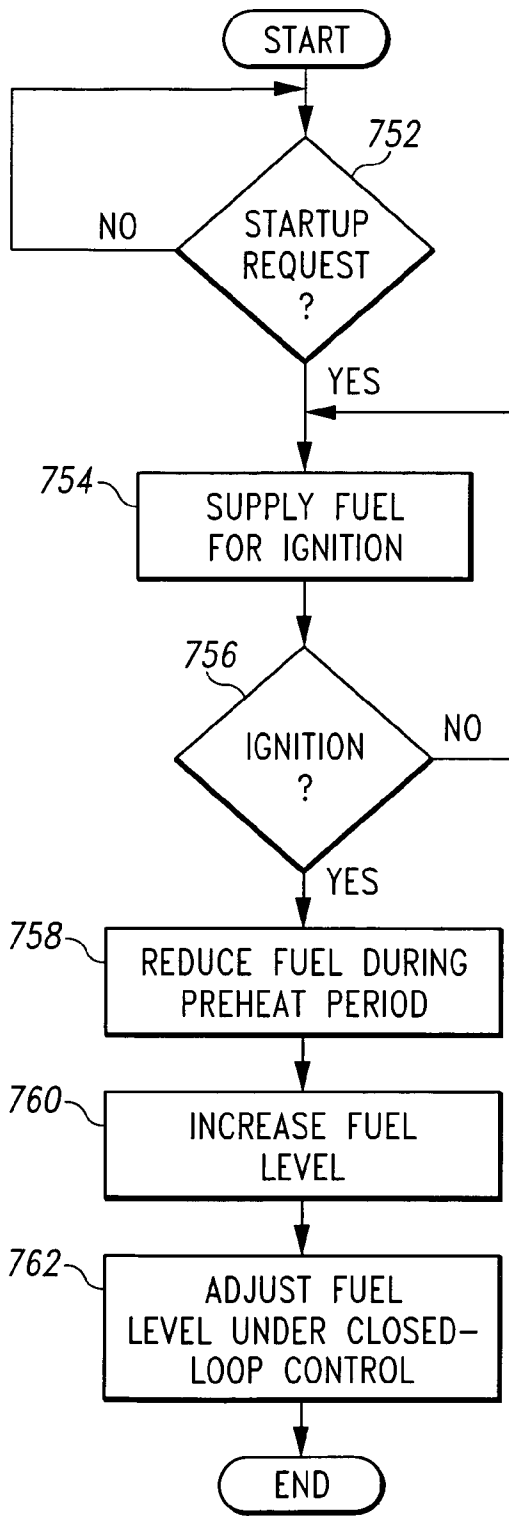 START
752
STARTUP
REQUEST
?
NO
YES
754
SUPPLY FUEL
FOR IGNITION
756
IGNITION
?
NO
YES
758
REDUCE FUEL DURING
PREHEAT PERIOD
760
INCREASE FUEL
LEVEL
762
ADJUST FUEL
LEVEL UNDER CLOSED-
LOOP CONTROL
END